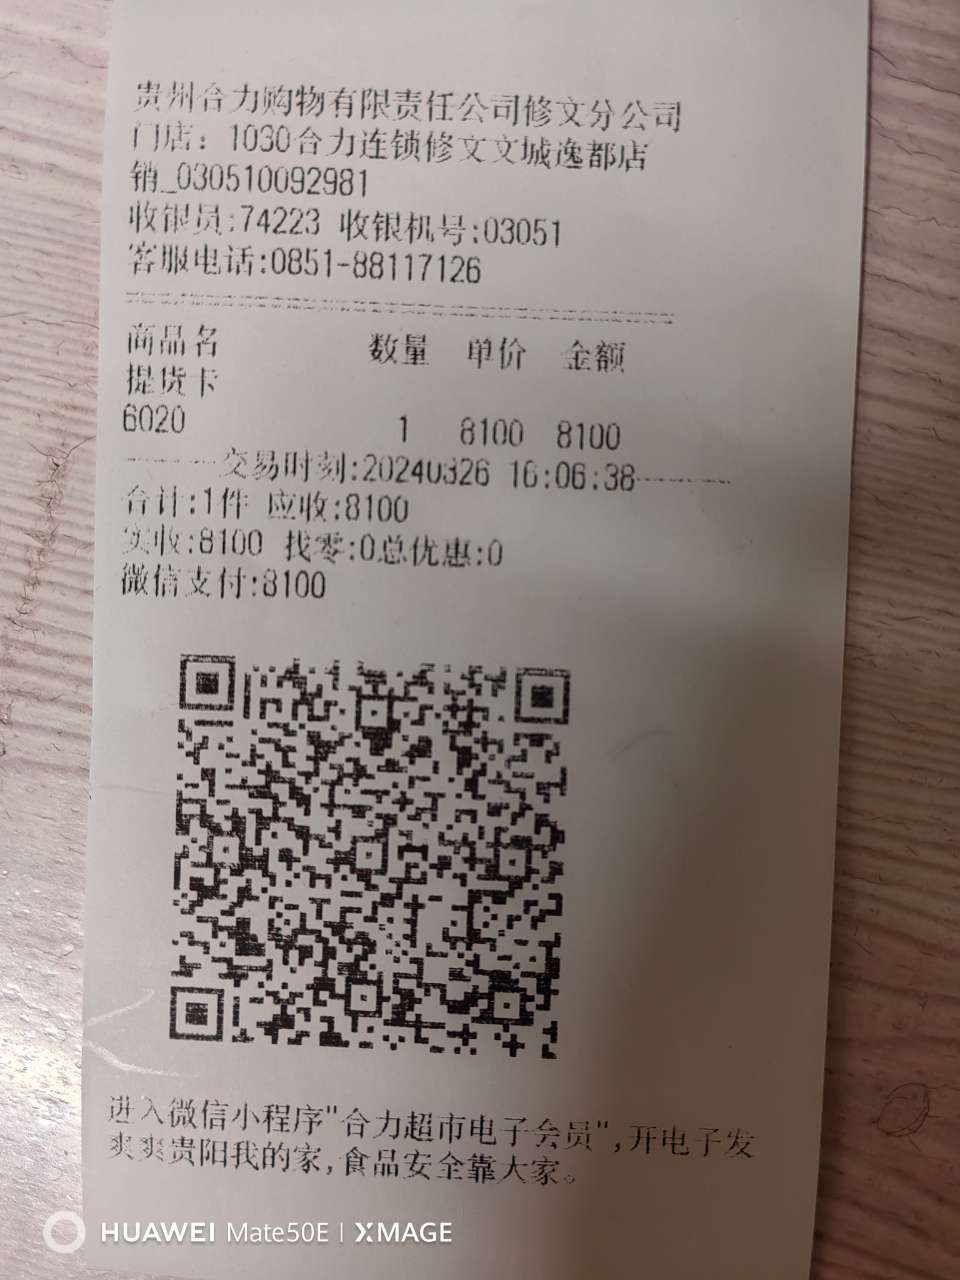 贵州合力购物有限责任公司修文分公司
门店：1030合力连锁修文文城逸都店
销_030510092981
收银员:74223 收银机号:03051
客服电话:0851-88117126
商品名 数量 单价 金额
提货卡
6020 1 8100 8100
--------交易时刻:20240326 16:06:38--------
合计:1件 应收:8100
实收:8100 找零:0总优惠:0
微信支付:8100
进入微信小程序"合力超市电子会员",开电子发
爽爽贵阳我的家,食品安全靠大家。
HUAWEI Mate50E | XMAGE